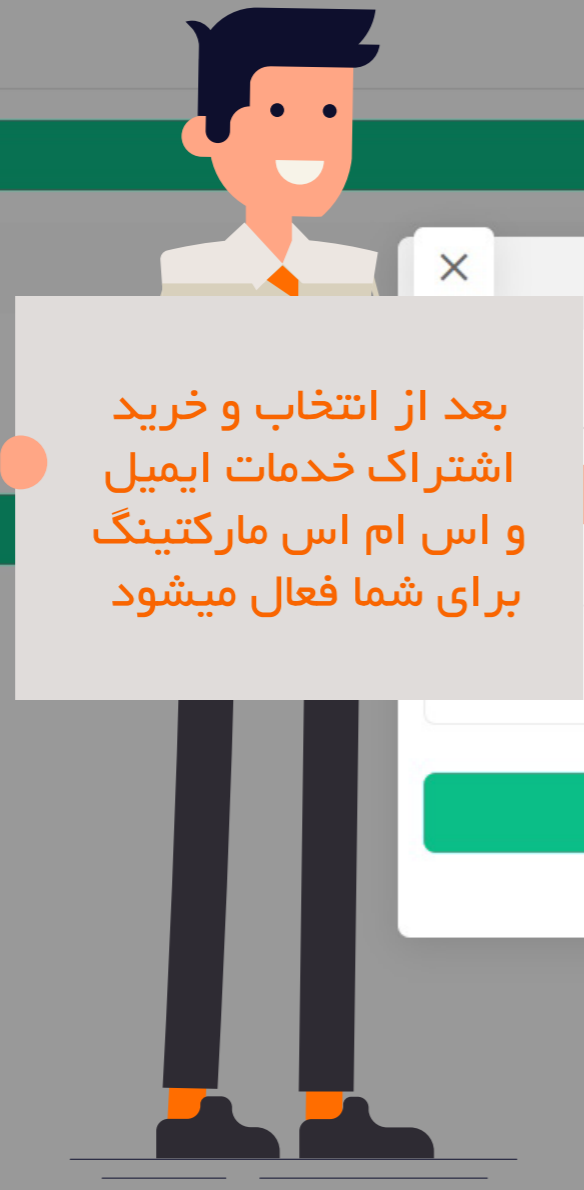 بعد از انتخاب و خرید
اشتراک خدمات ایمیل
و اس ام اس مارکتینگ
برای شما فعال میشود